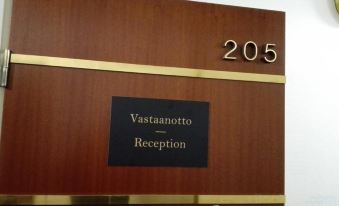 205
Vastaanotto
—
Reception